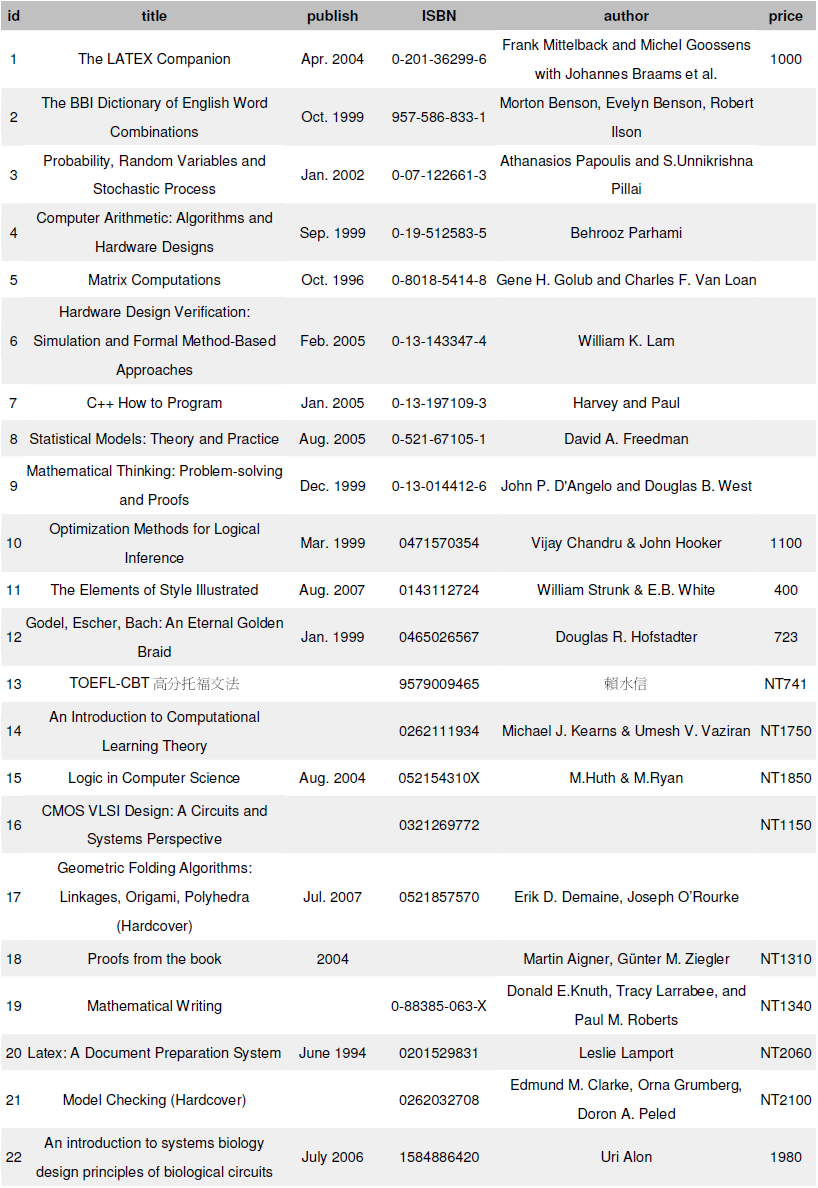 id title publish ISBN author price
1 The LATEX Companion Apr. 2004 0-201-36299-6 Frank Mittelback and Michel Goossens 1000
with Johannes Braams et al.
2 The BBI Dictionary of English Word Oct. 1999 957-586-833-1 Morton Benson, Evelyn Benson, Robert
Combinations Ilson
3 Probability, Random Variables and Jan. 2002 0-07-122661-3 Athanasios Papoulis and S.Unnikrishna
Stochastic Process Pillai
4 Computer Arithmetic: Algorithms and Sep. 1999 0-19-512583-5 Behrooz Parhami
Hardware Designs
5 Matrix Computations Oct. 1996 0-8018-5414-8 Gene H. Golub and Charles F. Van Loan
Hardware Design Verification:
6 Simulation and Formal Method-Based Feb. 2005 0-13-143347-4 William K. Lam
Approaches
7 C++ How to Program Jan. 2005 0-13-197109-3 Harvey and Paul
8 Statistical Models: Theory and Practice Aug. 2005 0-521-67105-1 David A. Freedman
9 Mathematical Thinking: Problem-solving Dec. 1999 0-13-014412-6 John P. D'Angelo and Douglas B. West
and Proofs
10 Optimization Methods for Logical Mar. 1999 0471570354 Vijay Chandru & John Hooker 1100
Inference
11 The Elements of Style Illustrated Aug. 2007 0143112724 William Strunk & E.B. White 400
12 Godel, Escher, Bach: An Eternal Golden Jan. 1999 0465026567 Douglas R. Hofstadter 723
Braid
13 TOEFL-CBT 高分托福文法 9579009465 賴水信 NT741
14 An Introduction to Computational 0262111934 Michael J. Kearns & Umesh V. Vaziran NT1750
Learning Theory
15 Logic in Computer Science Aug. 2004 052154310X M.Huth & M.Ryan NT1850
16 CMOS VLSI Design: A Circuits and 0321269772 NT1150
Systems Perspective
Geometric Folding Algorithms:
17 Linkages, Origami, Polyhedra Jul. 2007 0521857570 Erik D. Demaine, Joseph O’Rourke
(Hardcover)
18 Proofs from the book 2004 Martin Aigner, Günter M. Ziegler NT1310
19 Mathematical Writing 0-88385-063-X Donald E.Knuth, Tracy Larrabee, and NT1340
Paul M. Roberts
20 Latex: A Document Preparation System June 1994 0201529831 Leslie Lamport NT2060
21 Model Checking (Hardcover) 0262032708 Edmund M. Clarke, Orna Grumberg, NT2100
Doron A. Peled
22 An introduction to systems biology July 2006 1584886420 Uri Alon 1980
design principles of biological circuits